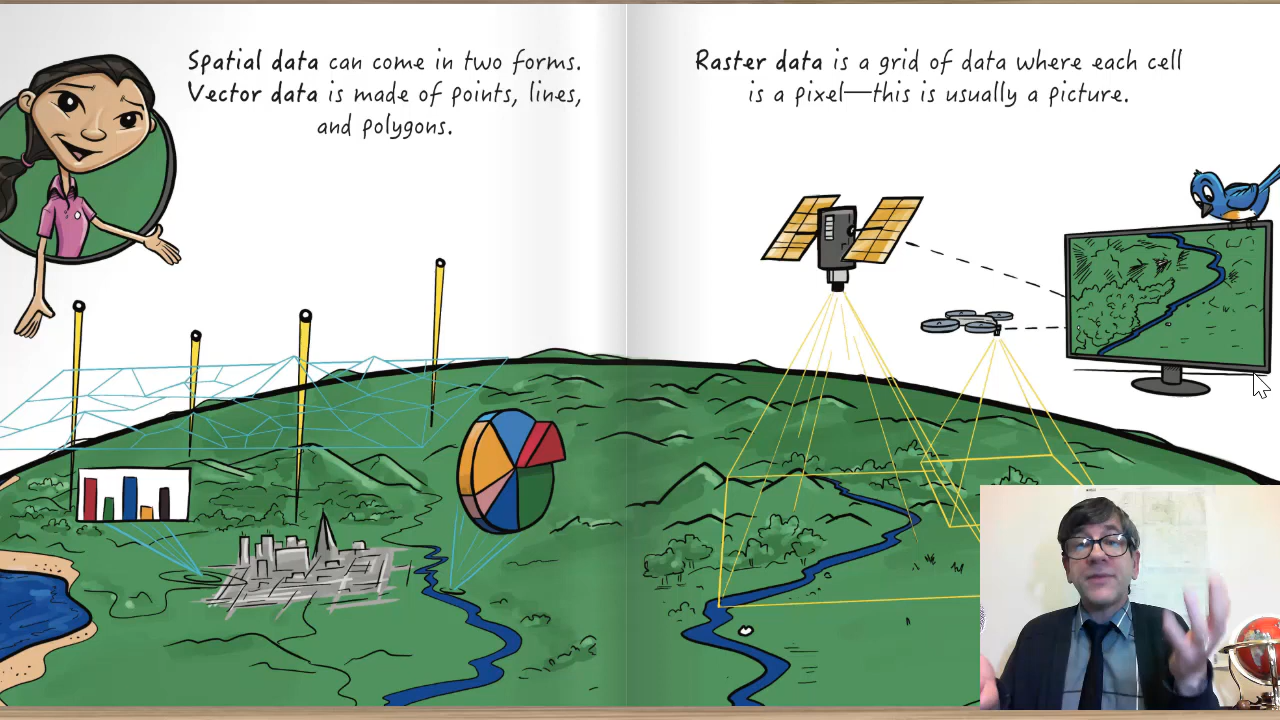 Spatial data can come in two forms.
Vector data is made of points, lines,
and polygons.
Raster data is a grid of data where each cell
is a pixel—this is usually a picture.